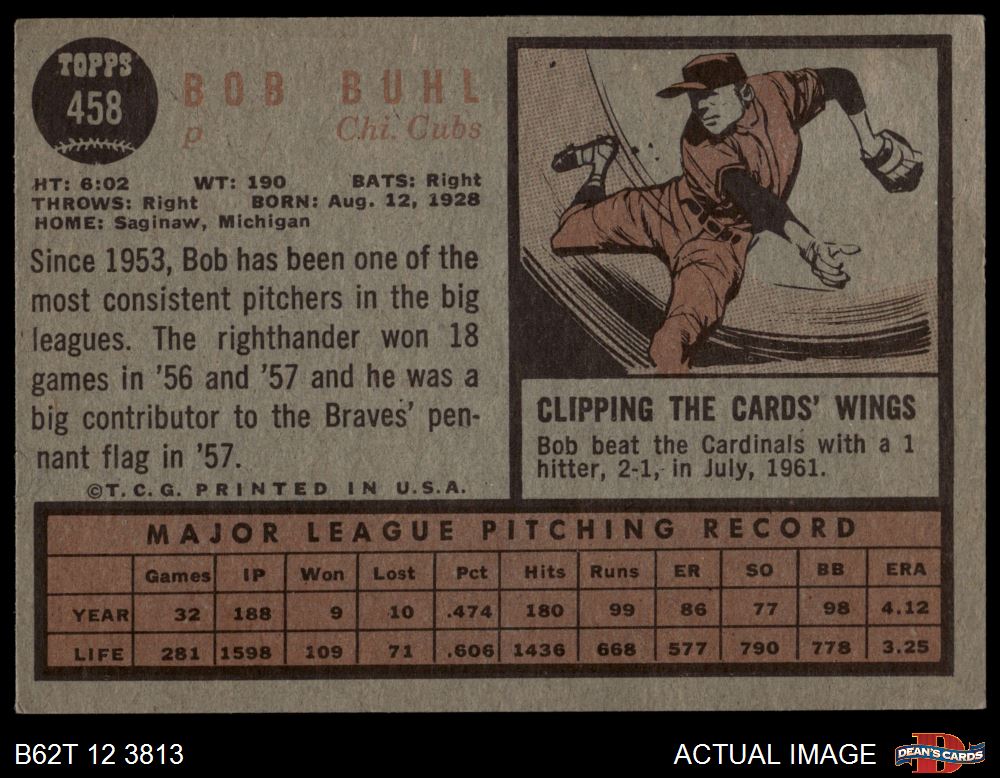 TOPPS
458
BOB BUHL
p Chi. Cubs
HT: 6:02 WT: 190 BATS: Right
THROWS: Right BORN: Aug. 12, 1928
HOME: Saginaw, Michigan
Since 1953, Bob has been one of the
most consistent pitchers in the big
leagues. The righthander won 18
games in '56 and '57 and he was a
big contributor to the Braves' pen-
nant flag in '57.
©T.C.G. PRINTED IN U.S.A.
CLIPPING THE CARDS' WINGS
Bob beat the Cardinals with a 1
hitter, 2-1, in July, 1961.
MAJOR LEAGUE PITCHING RECORD
Games IP Won Lost Pct Hits Runs ER SO BB ERA
YEAR 32 188 9 10 .474 180 99 86 77 98 4.12
LIFE 281 1598 109 71 .606 1436 668 577 790 778 3.25
B62T 12 3813 ACTUAL IMAGE DEAN'S CARDS